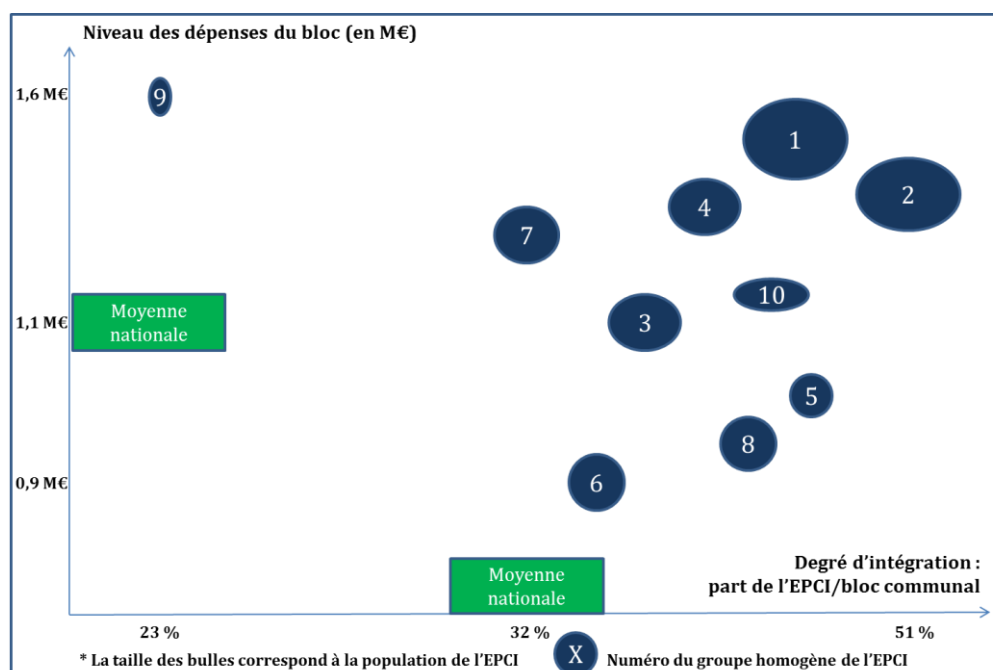 Niveau des dépenses du bloc (en M€)
1,6 M€
9
1
2
4
7
Moyenne
nationale
10
1,1 M€
3
5
8
0,9 M€
6
Degré d'intégration :
part de l'EPCI/bloc communal
Moyenne
nationale
23 %
32 %
51 %
* La taille des bulles correspond à la population de l'EPCI
X
Numéro du groupe homogène de l'EPCI